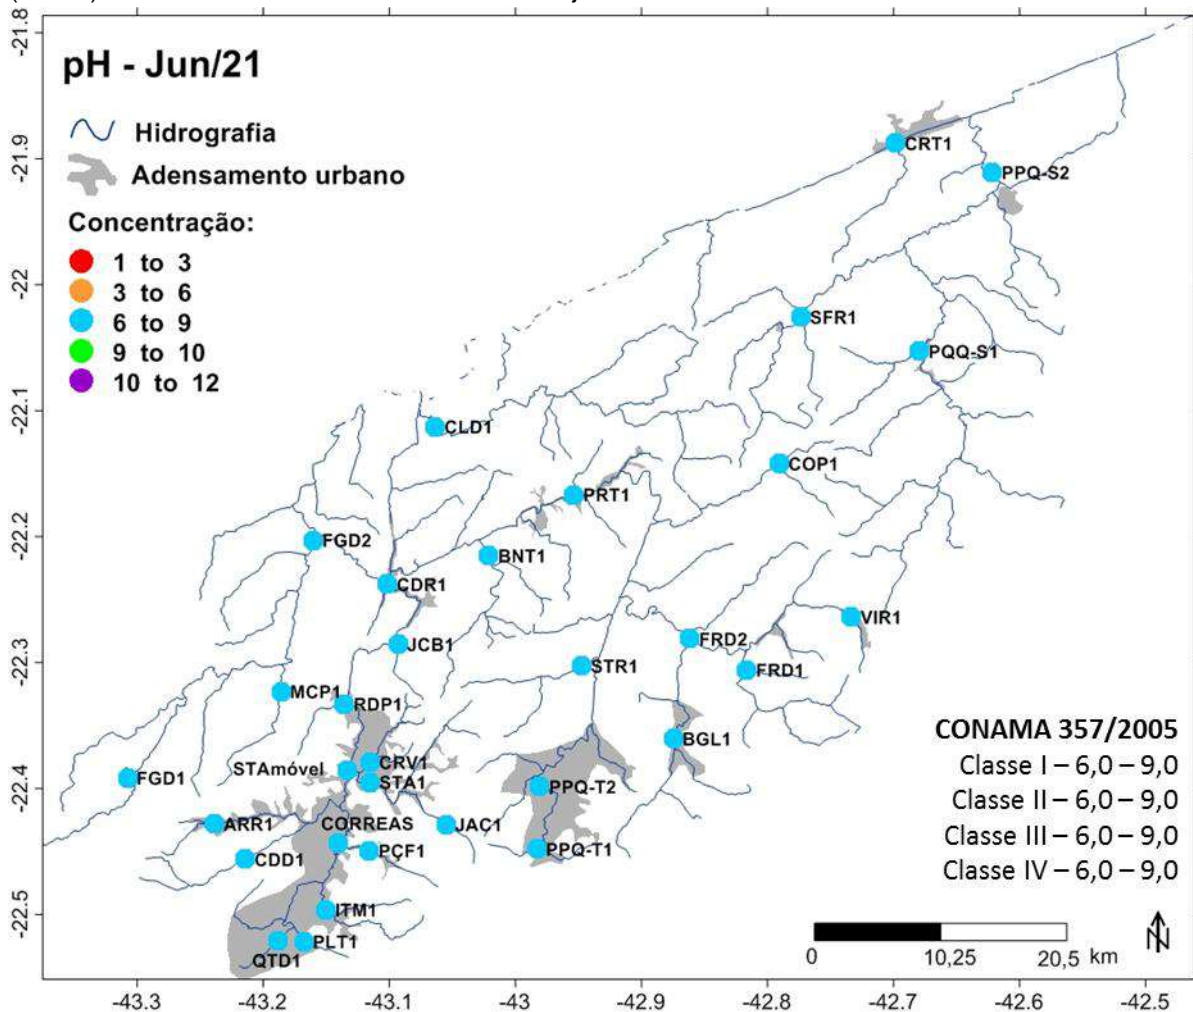 pH - Jun/21
Hidrografia
Adensamento urbano
Concentração:
1 to 3
3 to 6
6 to 9
9 to 10
10 to 12
-21.8
-21.9
-22
-22.1
-22.2
-22.3
-22.4
-22.5
CRT1
PPQ-S2
SFR1
PQQ-S1
CLD1
COP1
PRT1
FGD2
BNT1
CDR1
VIR1
FRD2
JCB1
STR1
FRD1
MCP1
RDP1
BGL1
CRV1
STAmóvel
FGD1
STA1
PPQ-T2
ARR1
CORREAS
JAC1
CDD1
PÇF1
PPQ-T1
ITM1
PLT1
QTD1
CONAMA 357/2005
Classe I – 6,0 – 9,0
Classe II – 6,0 – 9,0
Classe III – 6,0 – 9,0
Classe IV – 6,0 – 9,0
0 10,25 20,5 km
N
-43.3 -43.2 -43.1 -43 -42.9 -42.8 -42.7 -42.6 -42.5